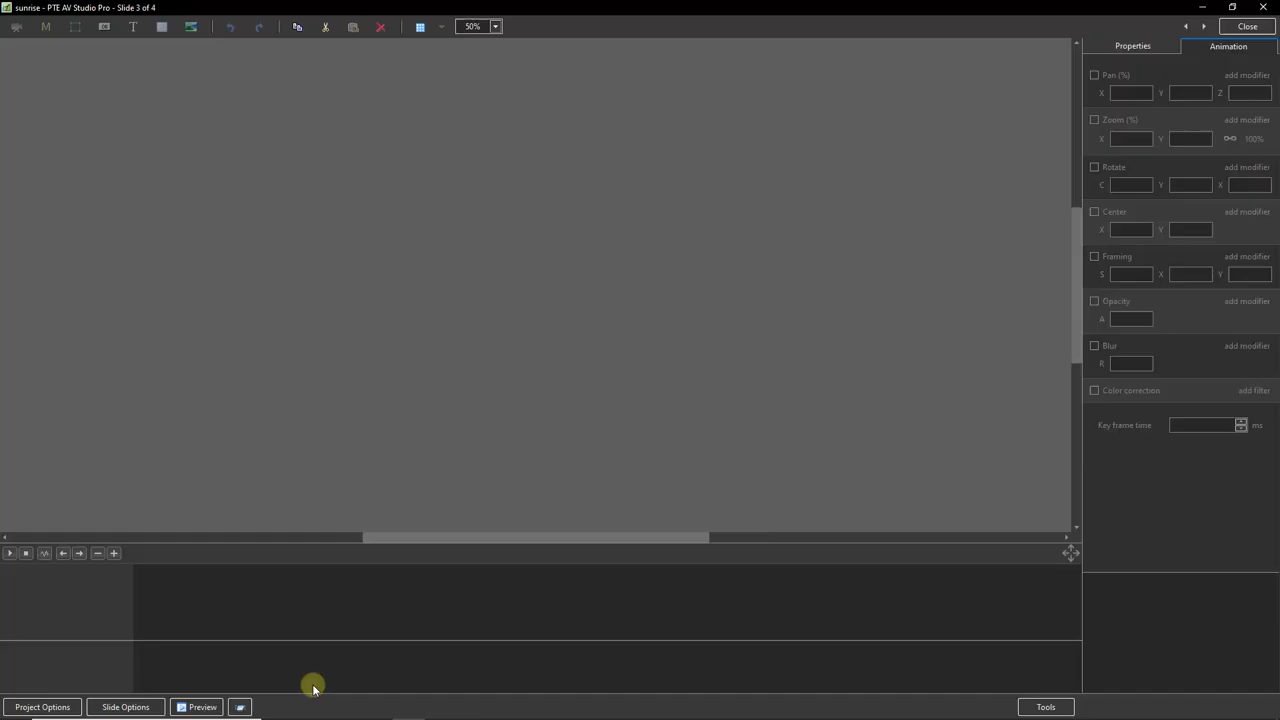 sunrise - PTE AV Studio Pro - Slide 3 of 4
M T 50% Close
Properties Animation
Pan (%) add modifier
X Y Z
Zoom (%) add modifier
X Y 100%
Rotate add modifier
C Y X
Center add modifier
X Y
Framing add modifier
S X Y
Opacity add modifier
A
Blur add modifier
R
Color correction add filter
Key frame time ms
Project Options Slide Options Preview Tools